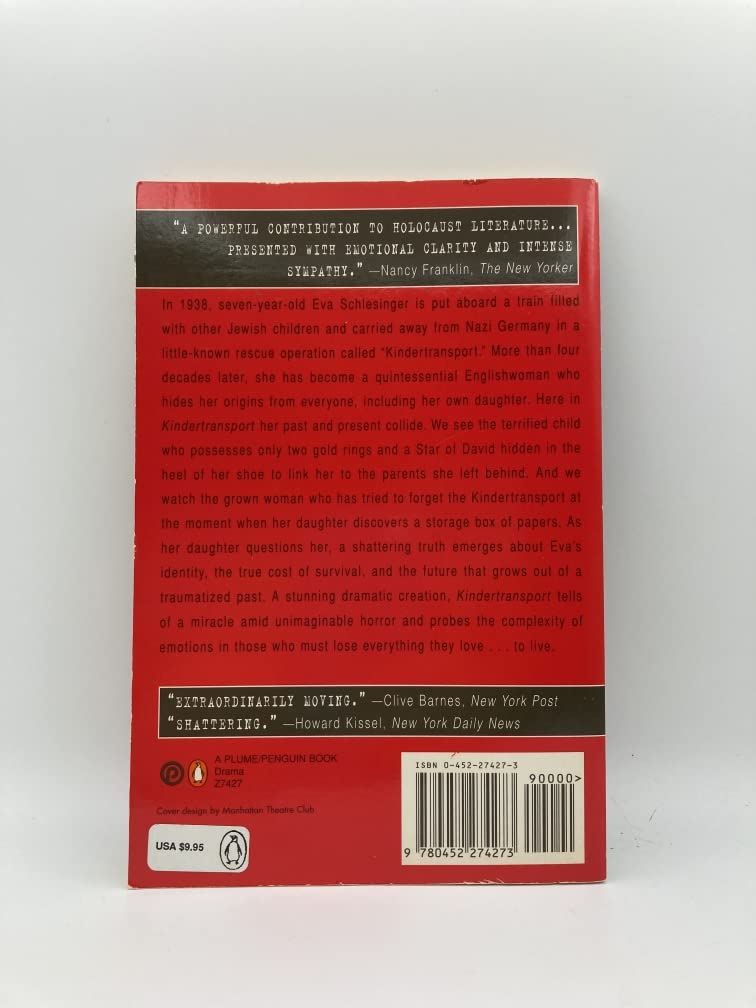 "A POWERFUL CONTRIBUTION TO HOLOCAUST LITERATURE...
PRESENTED WITH EMOTIONAL CLARITY AND INTENSE
SYMPATHY." —Nancy Franklin, The New Yorker
In 1938, seven-year-old Eva Schlesinger is put aboard a train filled
with other Jewish children and carried away from Nazi Germany in a
little-known rescue operation called "Kindertransport." More than four
decades later, she has become a quintessential Englishwoman who
hides her origins from everyone, including her own daughter. Here in
Kindertransport her past and present collide. We see the terrified child
who possesses only two gold rings and a Star of David hidden in the
heel of her shoe to link her to the parents she left behind. And we
watch the grown woman who has tried to forget the Kindertransport at
the moment when her daughter discovers a storage box of papers. As
her daughter questions her, a shattering truth emerges about Eva's
identity, the true cost of survival, and the future that grows out of a
traumatized past. A stunning dramatic creation, Kindertransport tells
of a miracle amid unimaginable horror and probes the complexity of
emotions in those who must lose everything they love . . . to live.
"EXTRAORDINARILY MOVING." —Clive Barnes, New York Post
"SHATTERING." —Howard Kissel, New York Daily News
A PLUME/PENGUIN BOOK
Drama
Z7427
Cover design by Manhattan Theatre Club
USA $9.95
ISBN 0-452-27427-3
90000>
9 780452 274273